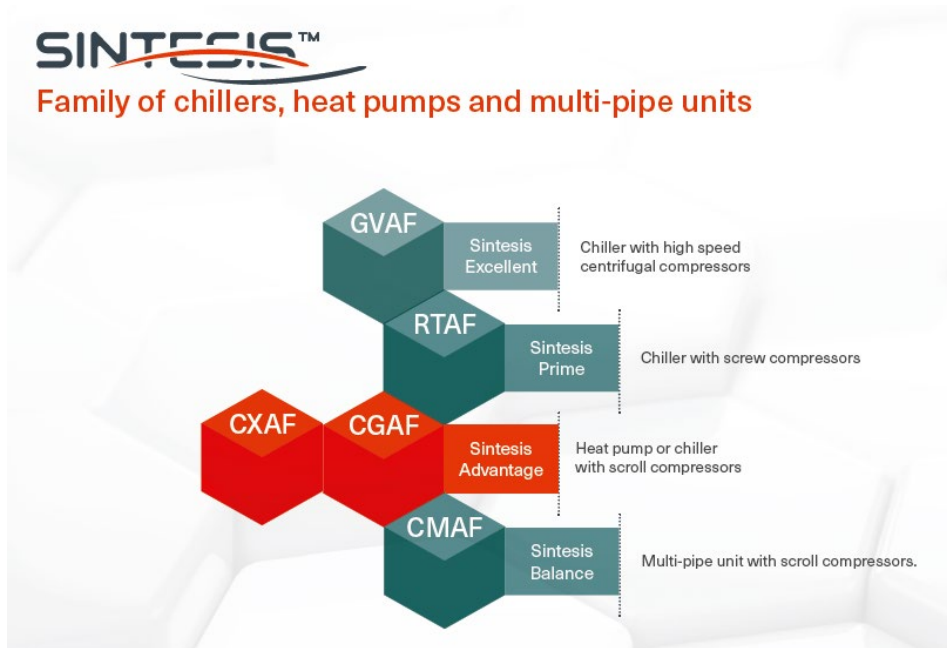 SINTESIS™
Family of chillers, heat pumps and multi-pipe units
GVAF
Sintesis
Excellent
Chiller with high speed
centrifugal compressors
RTAF
Sintesis
Prime
Chiller with screw compressors
CXAF
CGAF
Sintesis
Advantage
Heat pump or chiller
with scroll compressors
CMAF
Sintesis
Balance
Multi-pipe unit with scroll compressors.